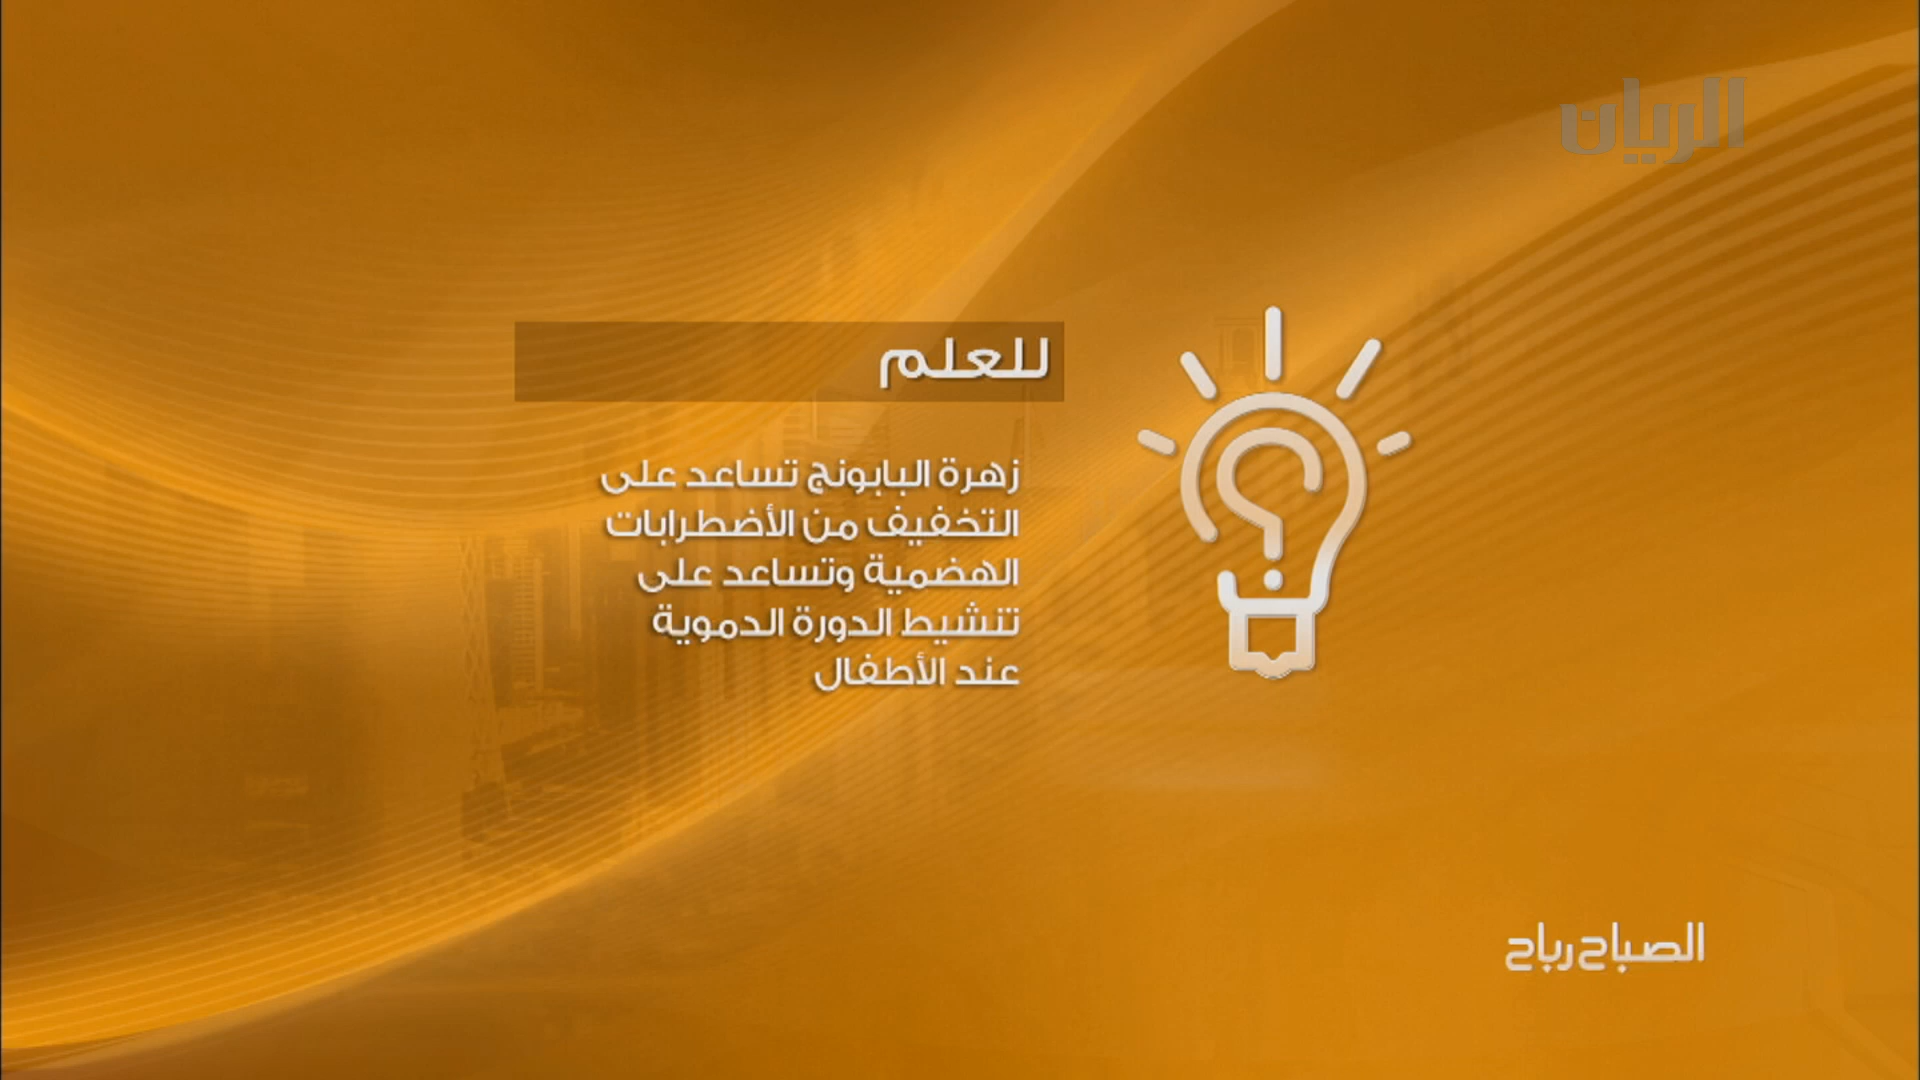 الريان
للعلم
زهرة البابونج تساعد على
التخفيف من الأضطرابات
الهضمية وتساعد على
تنشيط الدورة الدموية
عند الأطفال
الصباح رباح